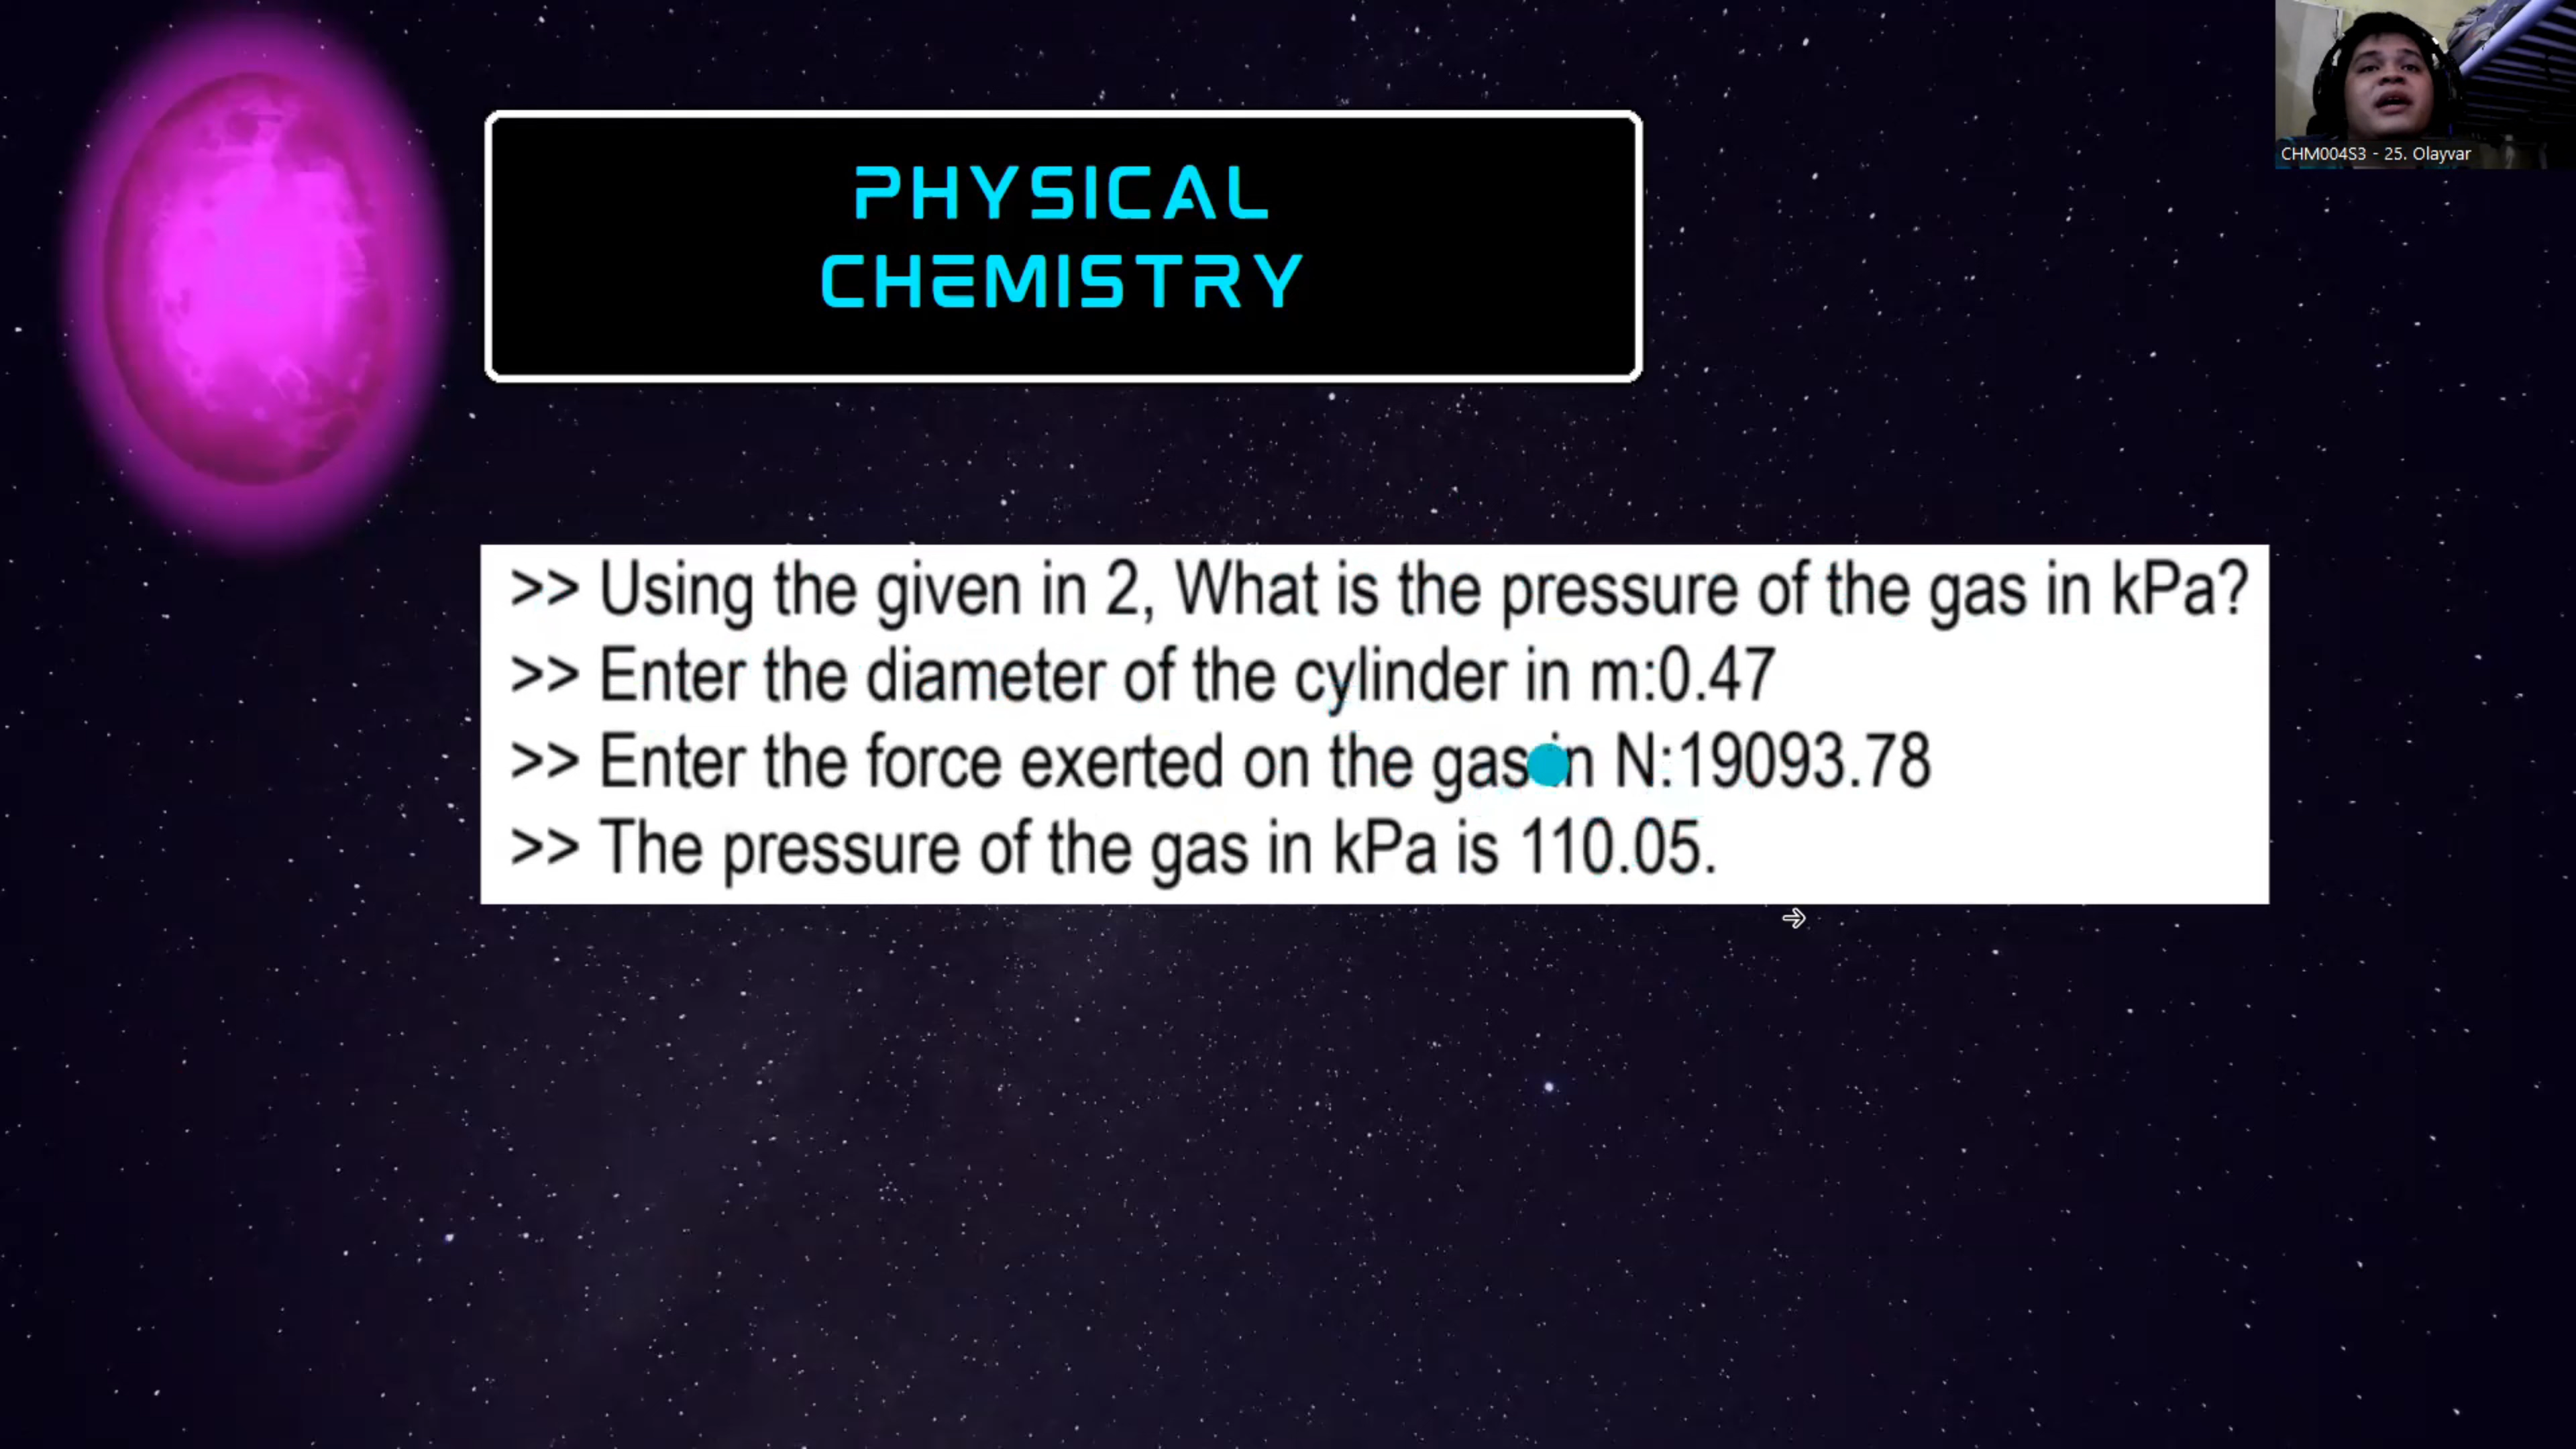 PHYSICAL
CHEMISTRY
CHM004S3 - 25. Olayvar
>> Using the given in 2, What is the pressure of the gas in kPa?
>> Enter the diameter of the cylinder in m:0.47
>> Enter the force exerted on the gas in N:19093.78
>> The pressure of the gas in kPa is 110.05.